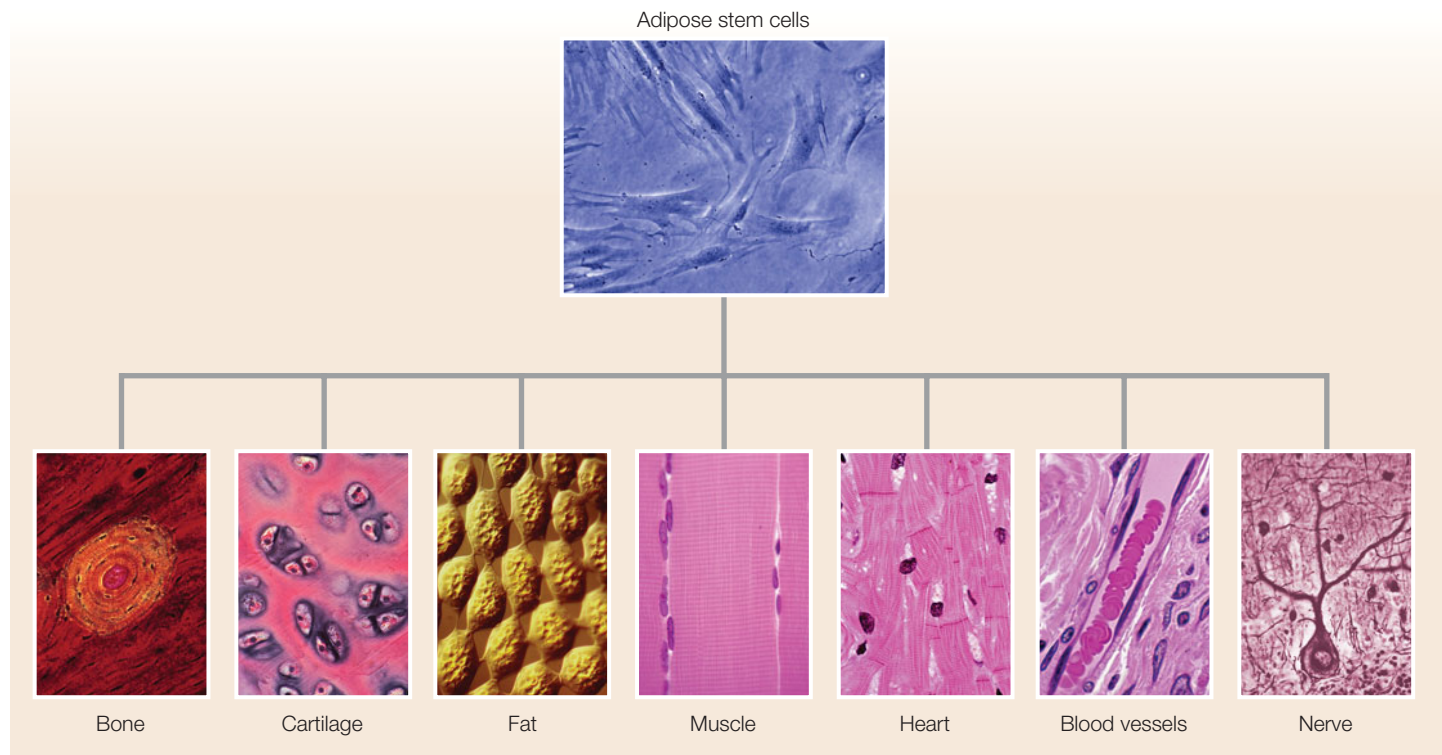 Adipose stem cells
Bone
Cartilage
Fat
Muscle
Heart
Blood vessels
Nerve